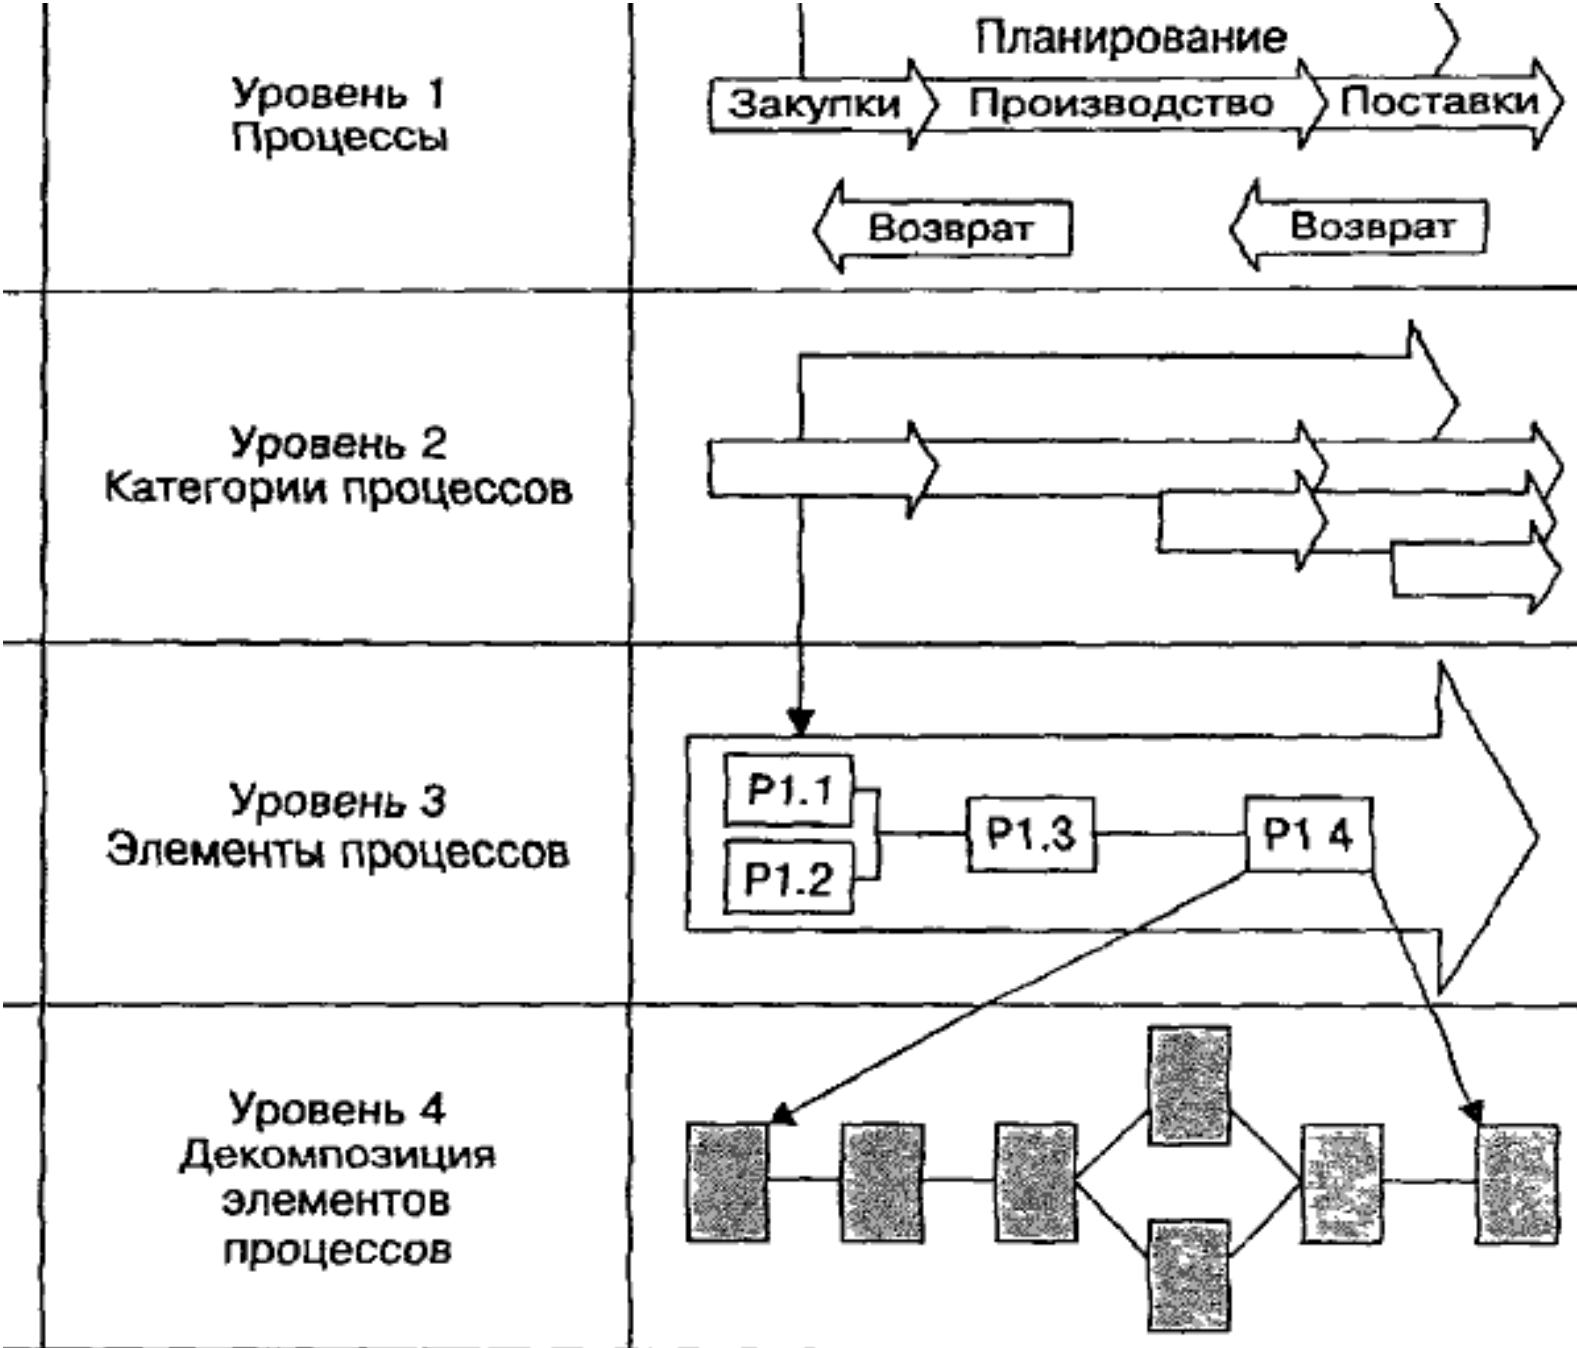 Уровень 1
Процессы
Планирование
Закупки
Производство
Поставки
Возврат
Возврат
Уровень 2
Категории процессов
Уровень 3
Элементы процессов
P1.1
P1.2
P1.3
P1 4
Уровень 4
Декомпозиция
элементов
процессов